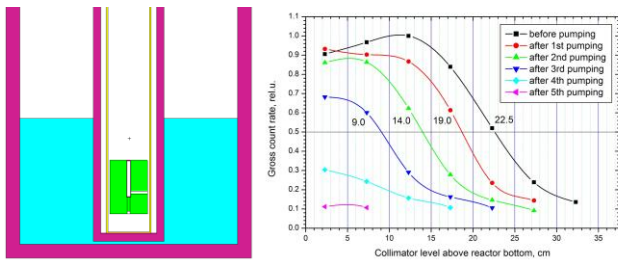 1.1
1.0
0.9
0.8
0.7
0.6
0.5
0.4
0.3
0.2
0.1
0.0
Gross count rate, rel.u.
before pumping
after 1st pumping
after 2nd pumping
after 3rd pumping
after 4th pumping
after 5th pumping
9.0 14.0 19.0 22.5
0 5 10 15 20 25 30 35
Collimator level above reactor bottom, cm